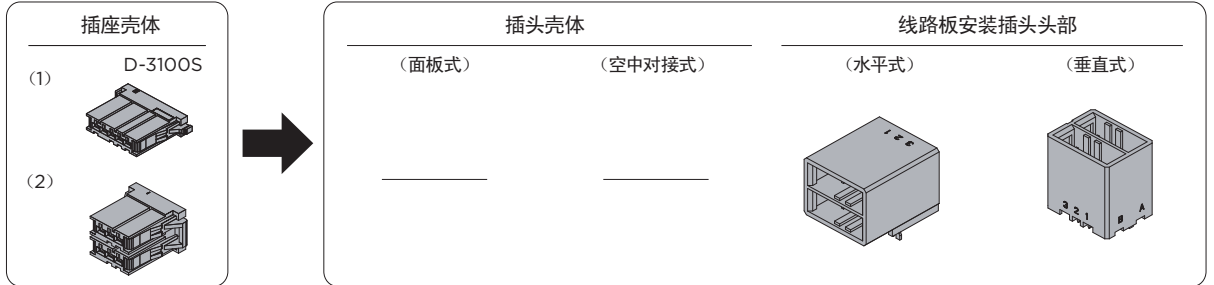 插座壳体
D-3100S
(1)
(2)
插头壳体
(面板式)
(空中对接式)
线路板安装插头头部
(水平式)
(垂直式)
3 2 1
3 2 1 B A